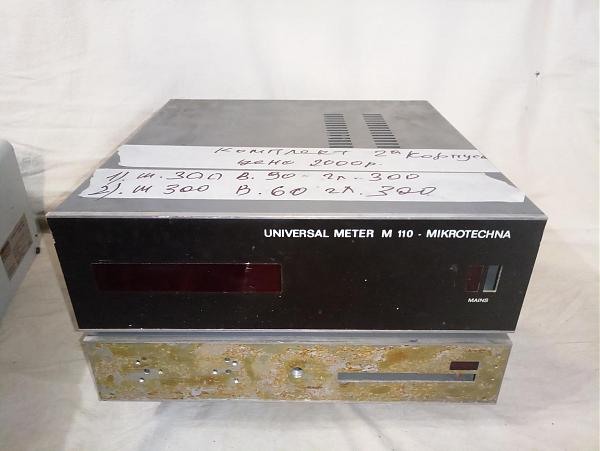 Комплект 2х корпусов
цена 2000р.
1). ш. 300 в. 90 гл. 300
2). ш 300 в. 60 гл. 300
UNIVERSAL METER M 110 - MIKROTECHNA
MAINS